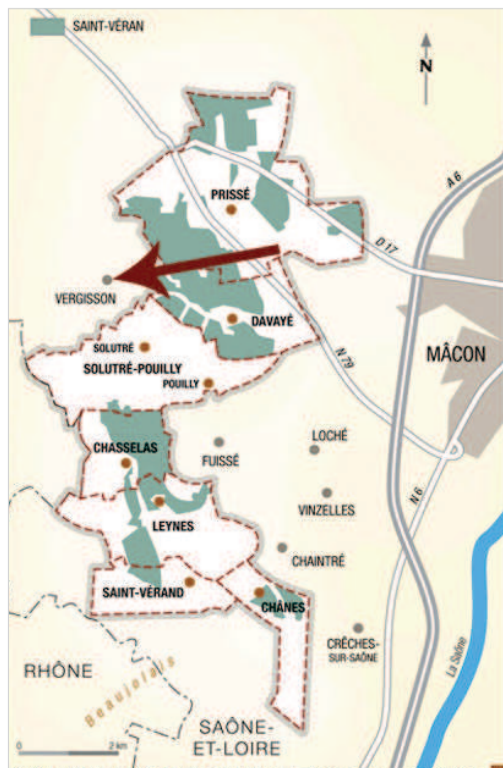 SAINT-VÉRAN
N
A 6
PRISSÉ
D 17
VERGISSON
DAVAYÉ
SOLUTRÉ
SOLUTRÉ-POUILLY
POUILLY
N 79
MÂCON
CHASSELAS
FUISSÉ
LOCHÉ
N 6
LEYNES
VINZELLES
CHAINTRÉ
SAINT-VÉRAND
CHÂNES
CRÊCHES-
SUR-SAÔNE
La Saône
RHÔNE
Beaujolais
SAÔNE-
ET-LOIRE
0 2 km